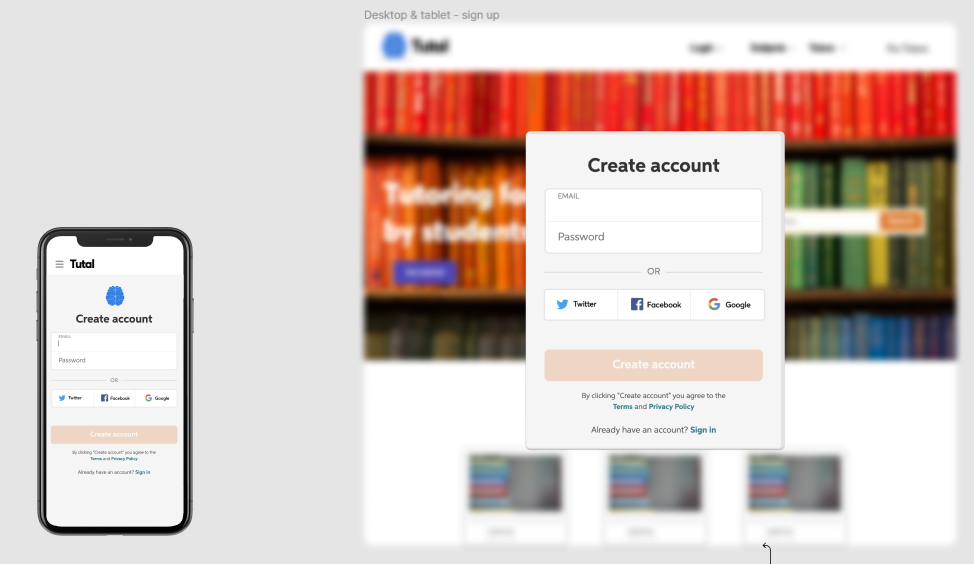 Desktop & tablet - sign up
Tutal
Login
Subjects
Tutors
Tutoring fo
by students
Create account
EMAIL
Password
OR
Twitter
Facebook
Google
Create account
By clicking "Create account" you agree to the
Terms and Privacy Policy
Already have an account? Sign in
Tutal
Create account
EMAIL
Password
OR
Twitter
Facebook
Google
Create account
By clicking "Create account" you agree to the
Terms and Privacy Policy
Already have an account? Sign in